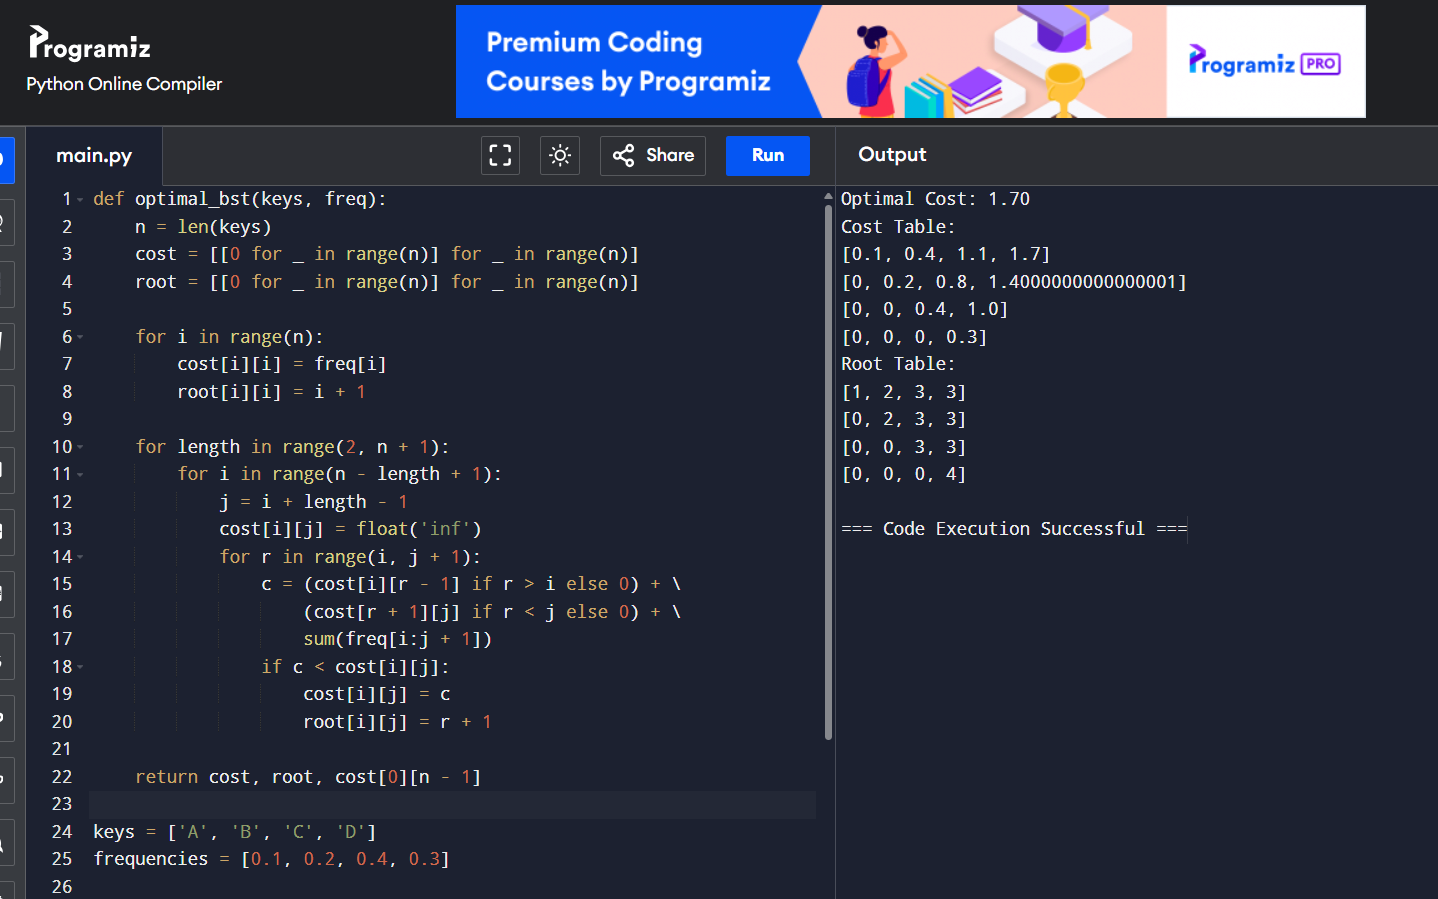 Programiz
Python Online Compiler
Premium Coding
Courses by Programiz
Programiz PRO
main.py
Share
Run
Output
1 def optimal_bst(keys, freq):
2     n = len(keys)
3     cost = [[0 for _ in range(n)] for _ in range(n)]
4     root = [[0 for _ in range(n)] for _ in range(n)]
5
6     for i in range(n):
7         cost[i][i] = freq[i]
8         root[i][i] = i + 1
9
10     for length in range(2, n + 1):
11         for i in range(n - length + 1):
12             j = i + length - 1
13             cost[i][j] = float('inf')
14             for r in range(i, j + 1):
15                 c = (cost[i][r - 1] if r > i else 0) + \
16                     (cost[r + 1][j] if r < j else 0) + \
17                     sum(freq[i:j + 1])
18                 if c < cost[i][j]:
19                     cost[i][j] = c
20                     root[i][j] = r + 1
21
22     return cost, root, cost[0][n - 1]
23
24 keys = ['A', 'B', 'C', 'D']
25 frequencies = [0.1, 0.2, 0.4, 0.3]
26
Optimal Cost: 1.70
Cost Table:
[0.1, 0.4, 1.1, 1.7]
[0, 0.2, 0.8, 1.4000000000000001]
[0, 0, 0.4, 1.0]
[0, 0, 0, 0.3]
Root Table:
[1, 2, 3, 3]
[0, 2, 3, 3]
[0, 0, 3, 3]
[0, 0, 0, 4]
=== Code Execution Successful ===